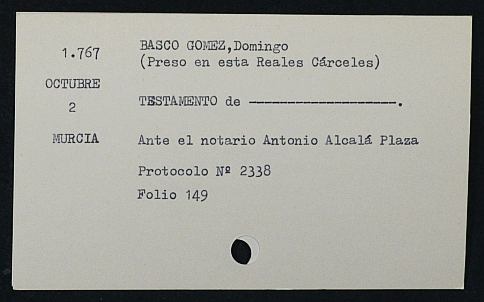 1.767
BASCO GOMEZ,Domingo
(Preso en esta Reales Cárceles)
OCTUBRE
2
TESTAMENTO de -------------------.
MURCIA
Ante el notario Antonio Alcalá Plaza
Protocolo Nº 2338
Folio 149